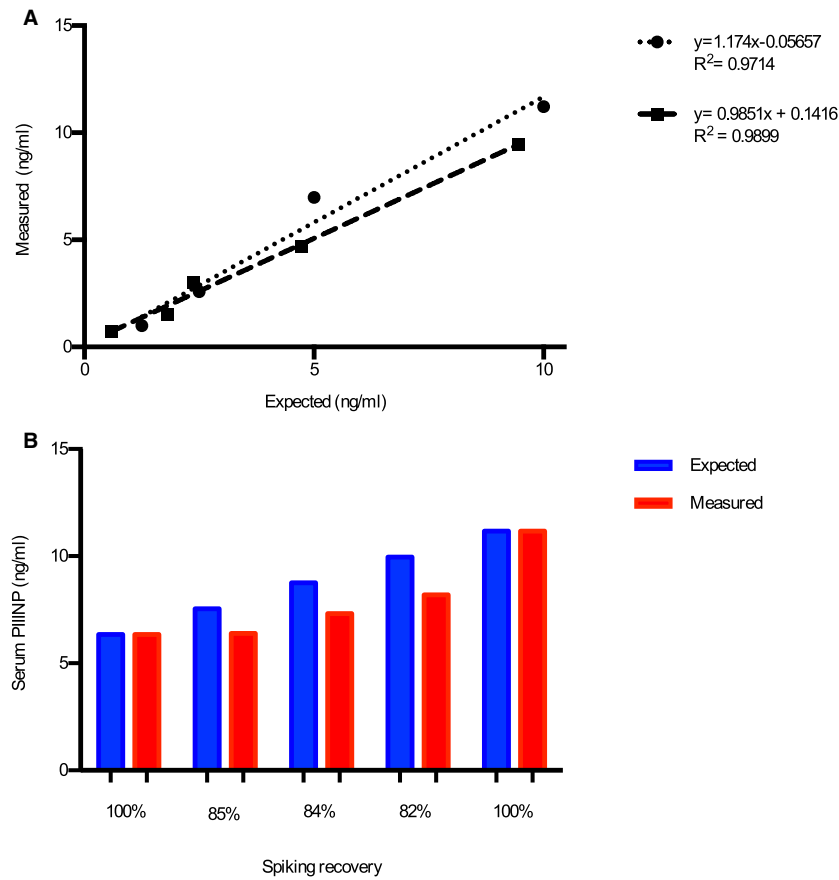 A
15
10
5
0
Measured (ng/ml)
0
5
10
Expected (ng/ml)
y=1.174x-0.05657
R²= 0.9714
y= 0.9851x + 0.1416
R² = 0.9899
B
15
10
5
0
Serum PIIINP (ng/ml)
100%
85%
84%
82%
100%
Spiking recovery
Expected
Measured